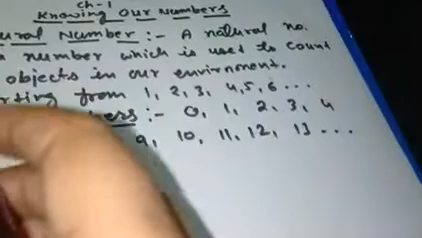 Ch-1
Knowing Our Numbers
Number :- A natural no.
number which is used to count
objects in our envirnment.
from 1, 2, 3, 4, 5, 6 ...
:- 0, 1, 2, 3, 4
9, 10, 11, 12, 13 ...